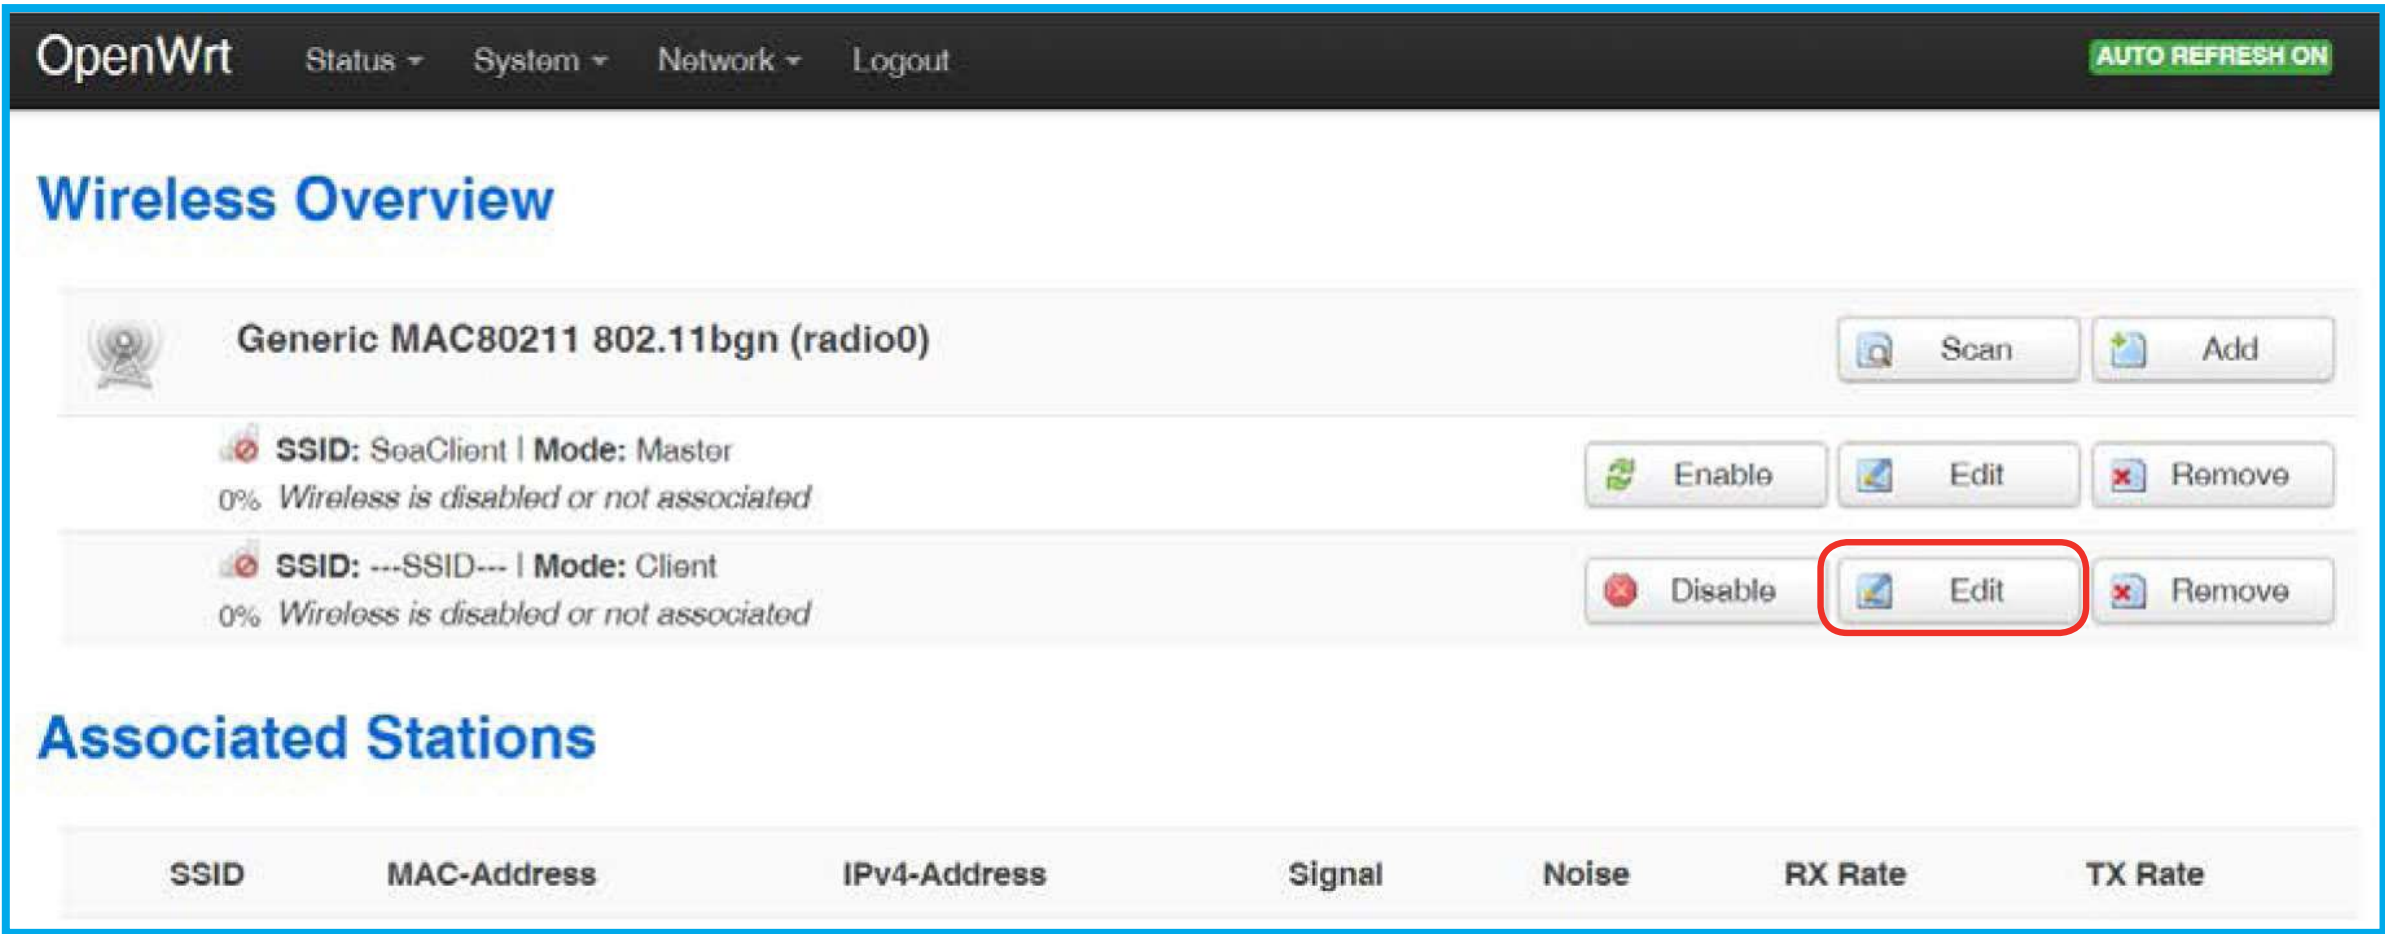 OpenWrt Status System Network Logout AUTO REFRESH ON
Wireless Overview
Generic MAC80211 802.11bgn (radio0) Scan Add
SSID: SeaClient | Mode: Master
0% Wireless is disabled or not associated
Enable Edit Remove
SSID: ---SSID--- | Mode: Client
0% Wireless is disabled or not associated
Disable Edit Remove
Associated Stations
SSID MAC-Address IPv4-Address Signal Noise RX Rate TX Rate